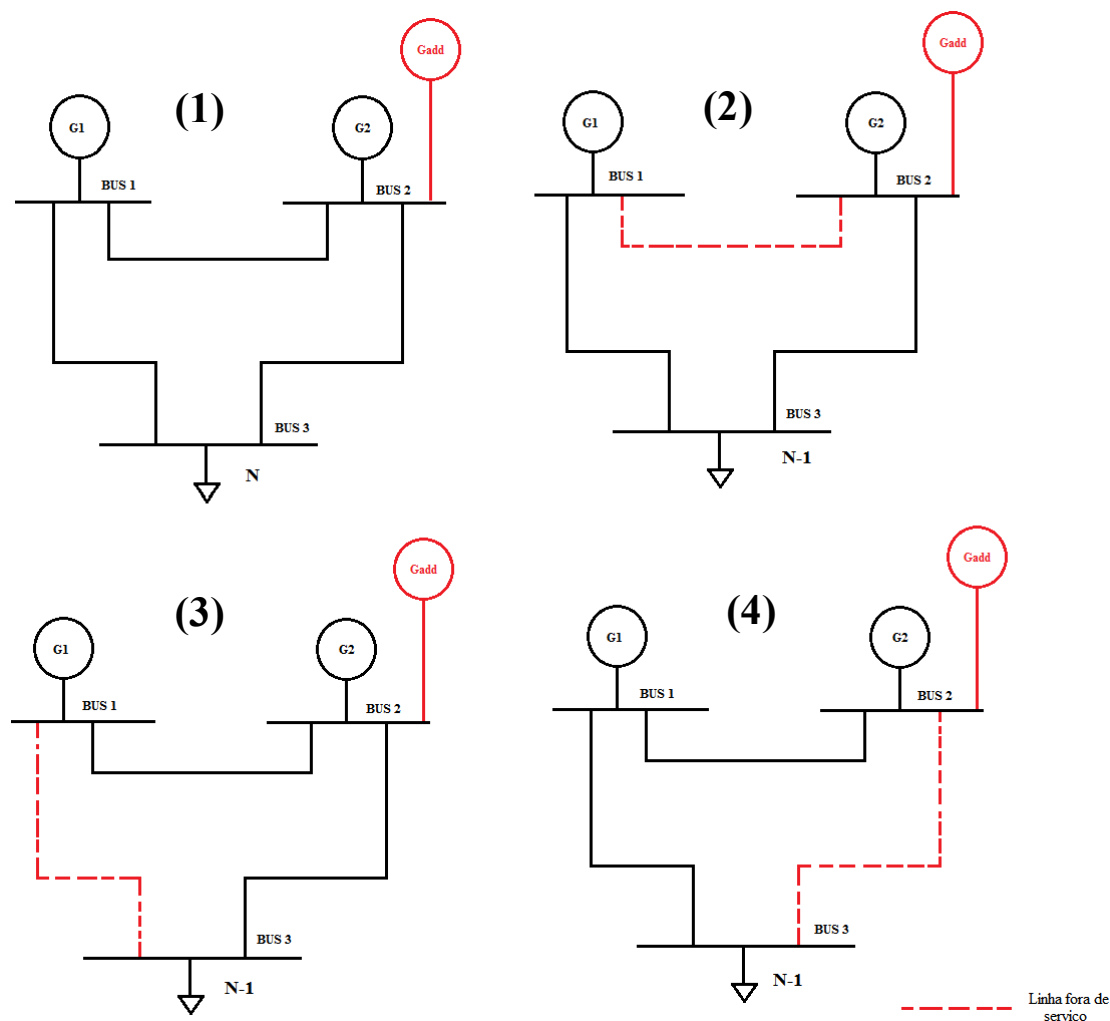 Gadd
(1)
G1
G2
BUS 1
BUS 2
BUS 3
N
Gadd
(2)
G1
G2
BUS 1
BUS 2
BUS 3
N-1
Gadd
(3)
G1
G2
BUS 1
BUS 2
BUS 3
N-1
Gadd
(4)
G1
G2
BUS 1
BUS 2
BUS 3
N-1
Linha fora de
servico